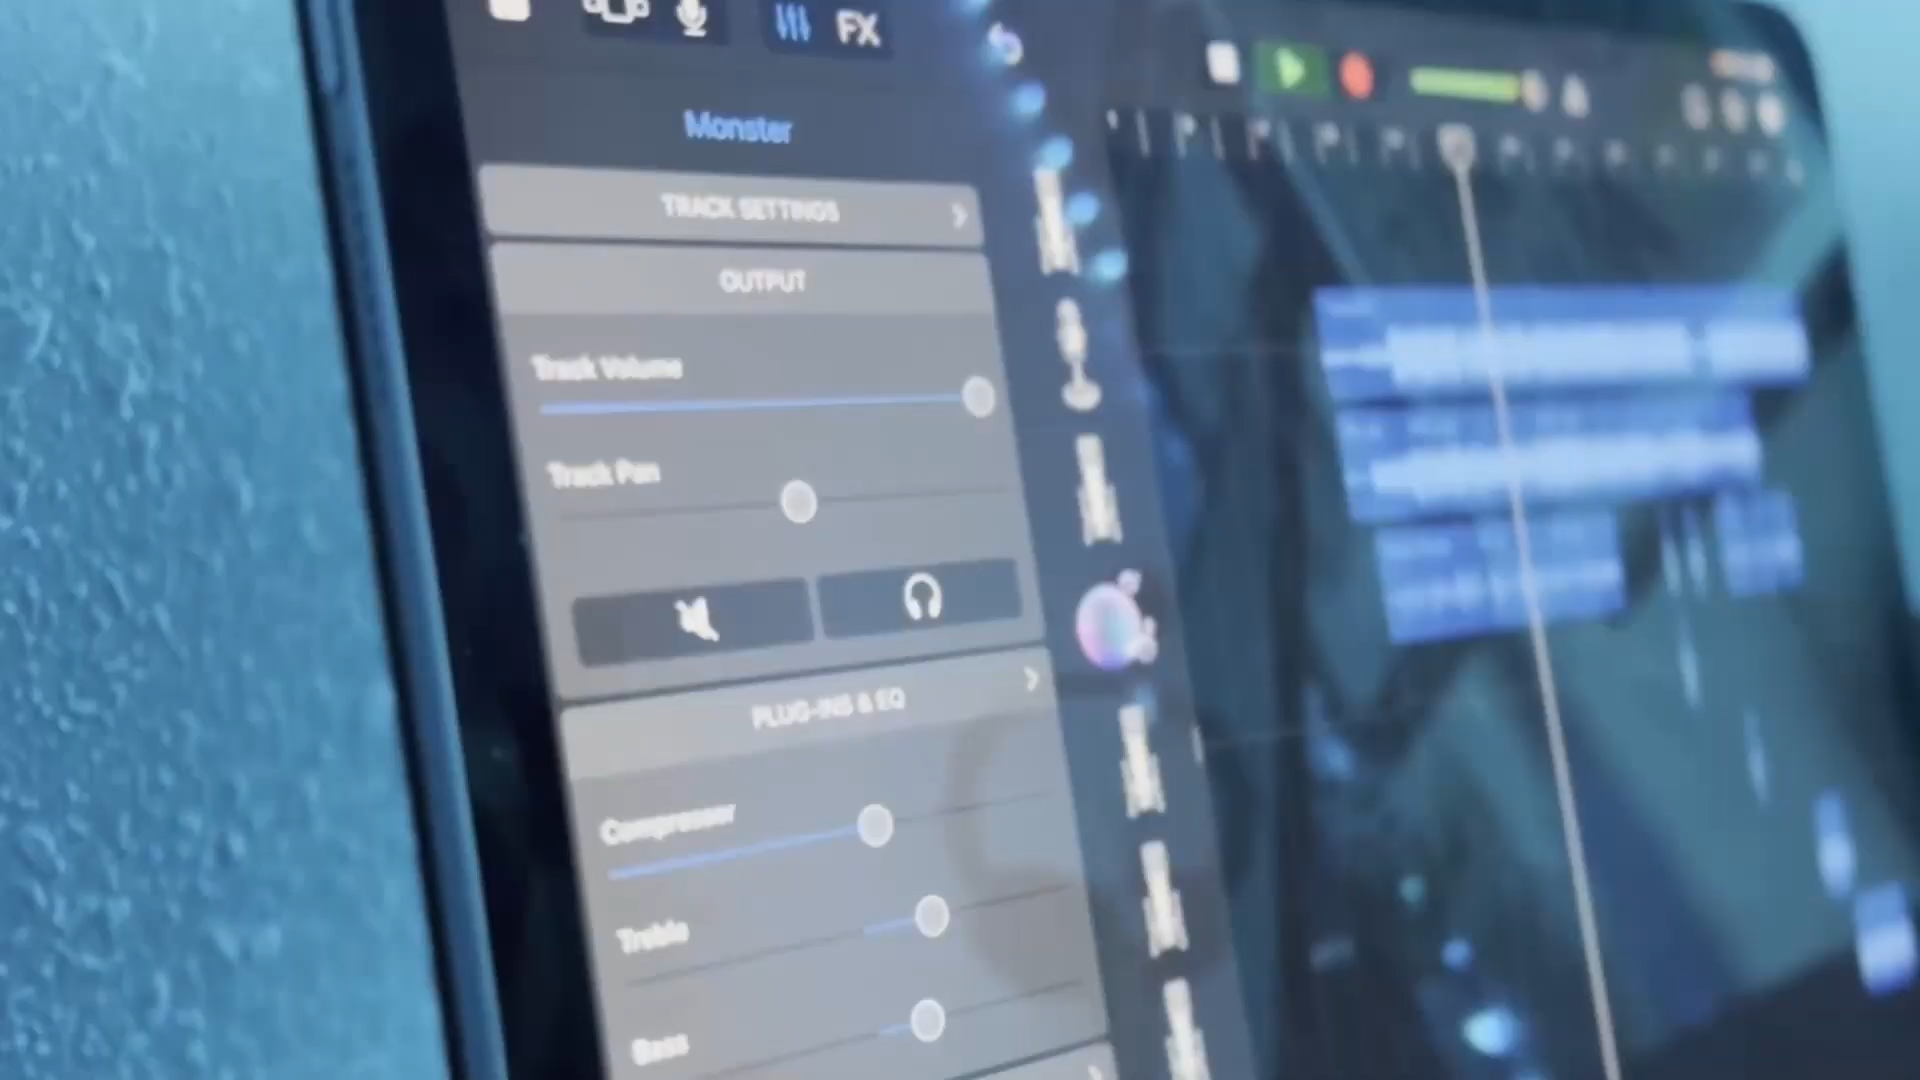 FX
Monster
TRACK SETTINGS
OUTPUT
Track Volume
Track Pan
PLUG-INS & EQ
Compressor
Treble
Bass